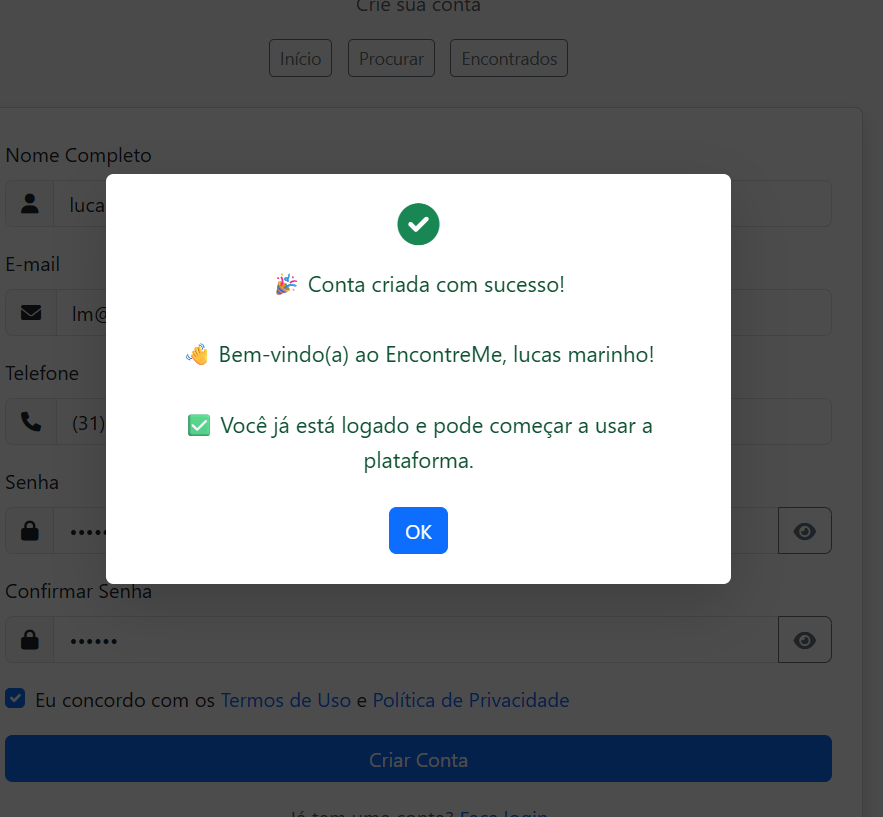 Crie sua conta
Início Procurar Encontrados
Nome Completo
luca
E-mail
lm@
Telefone
(31)
Senha
•••••
🎉 Conta criada com sucesso!
👋 Bem-vindo(a) ao EncontreMe, lucas marinho!
✅ Você já está logado e pode começar a usar a
plataforma.
OK
Confirmar Senha
••••••
Eu concordo com os Termos de Uso e Política de Privacidade
Criar Conta
Já tem uma conta? Faça login